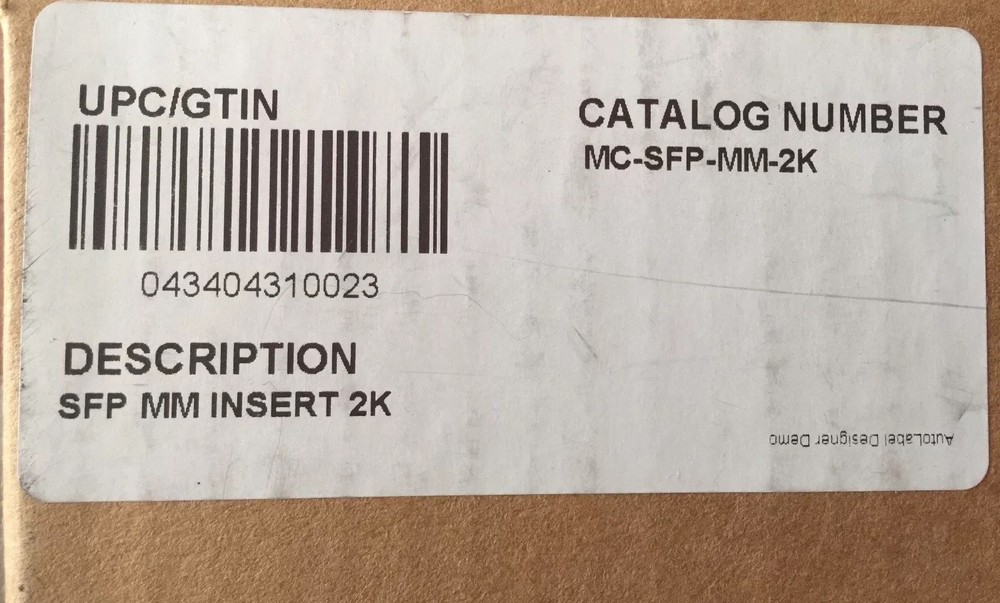 UPC/GTIN
043404310023
DESCRIPTION
SFP MM INSERT 2K
CATALOG NUMBER
MC-SFP-MM-2K
AutoLabel Designer Demo